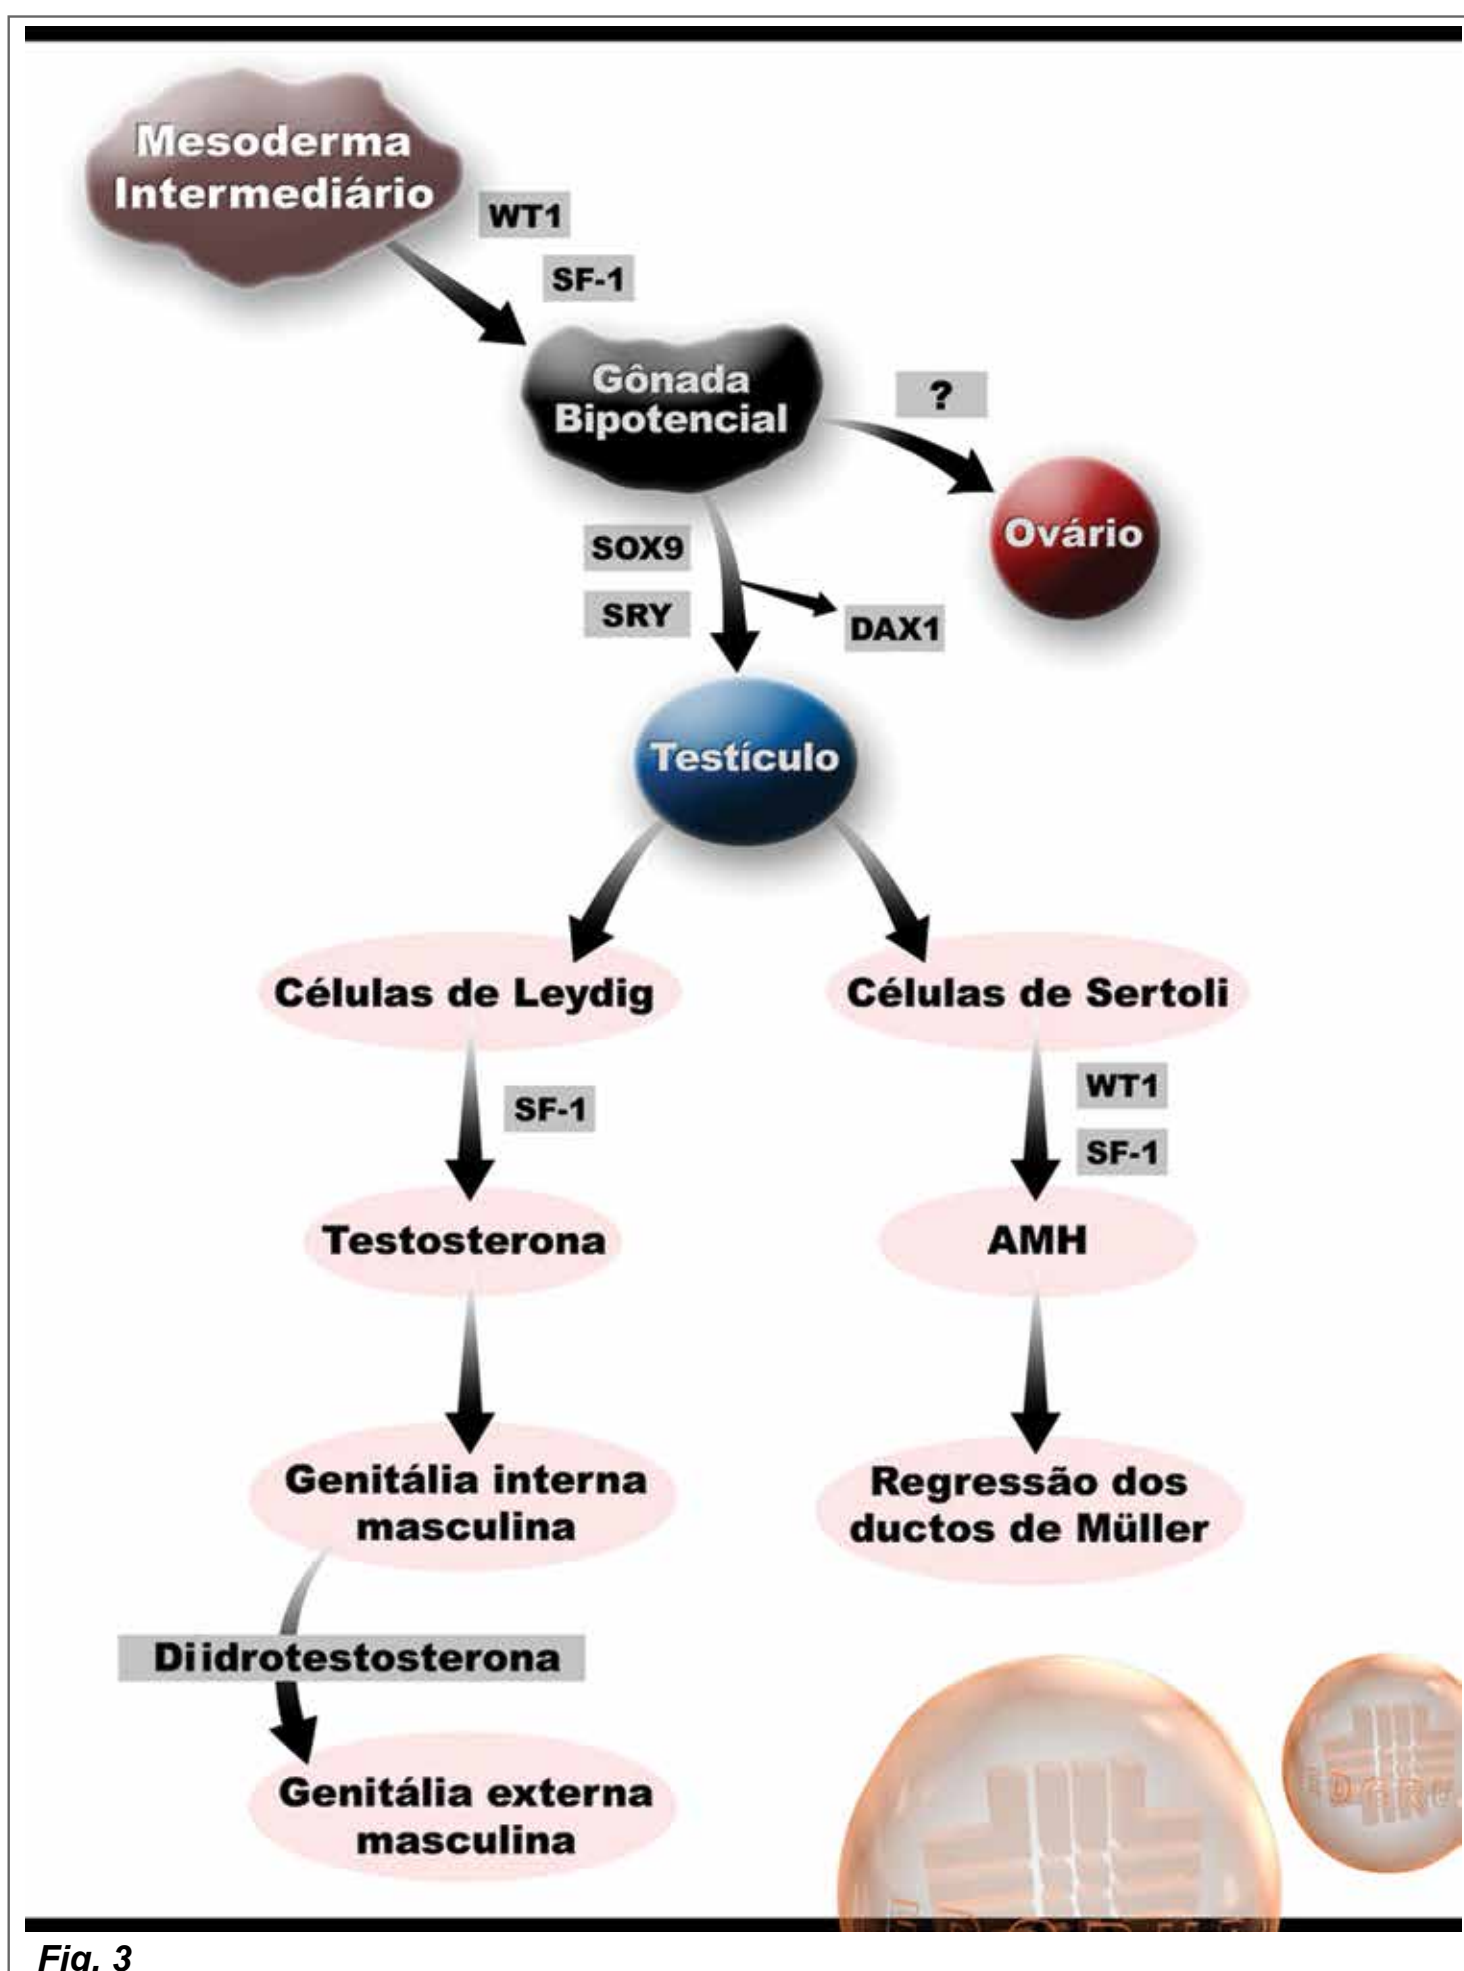 Mesoderma
Intermediário
WT1
SF-1
Gônada
Bipotencial
?
Ovário
SOX9
SRY
DAX1
Testículo
Células de Leydig
Células de Sertoli
SF-1
WT1
SF-1
Testosterona
AMH
Genitália interna
masculina
Regressão dos
ductos de Müller
Diidrotestosterona
Genitália externa
masculina
Fig. 3